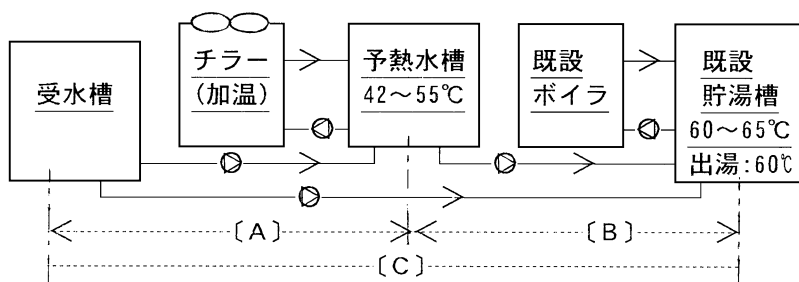 受水槽
チラー
(加温)
予熱水槽
42～55℃
既設
ボイラ
既設
貯湯槽
60～65℃
出湯:60℃
〔A〕
〔B〕
〔C〕